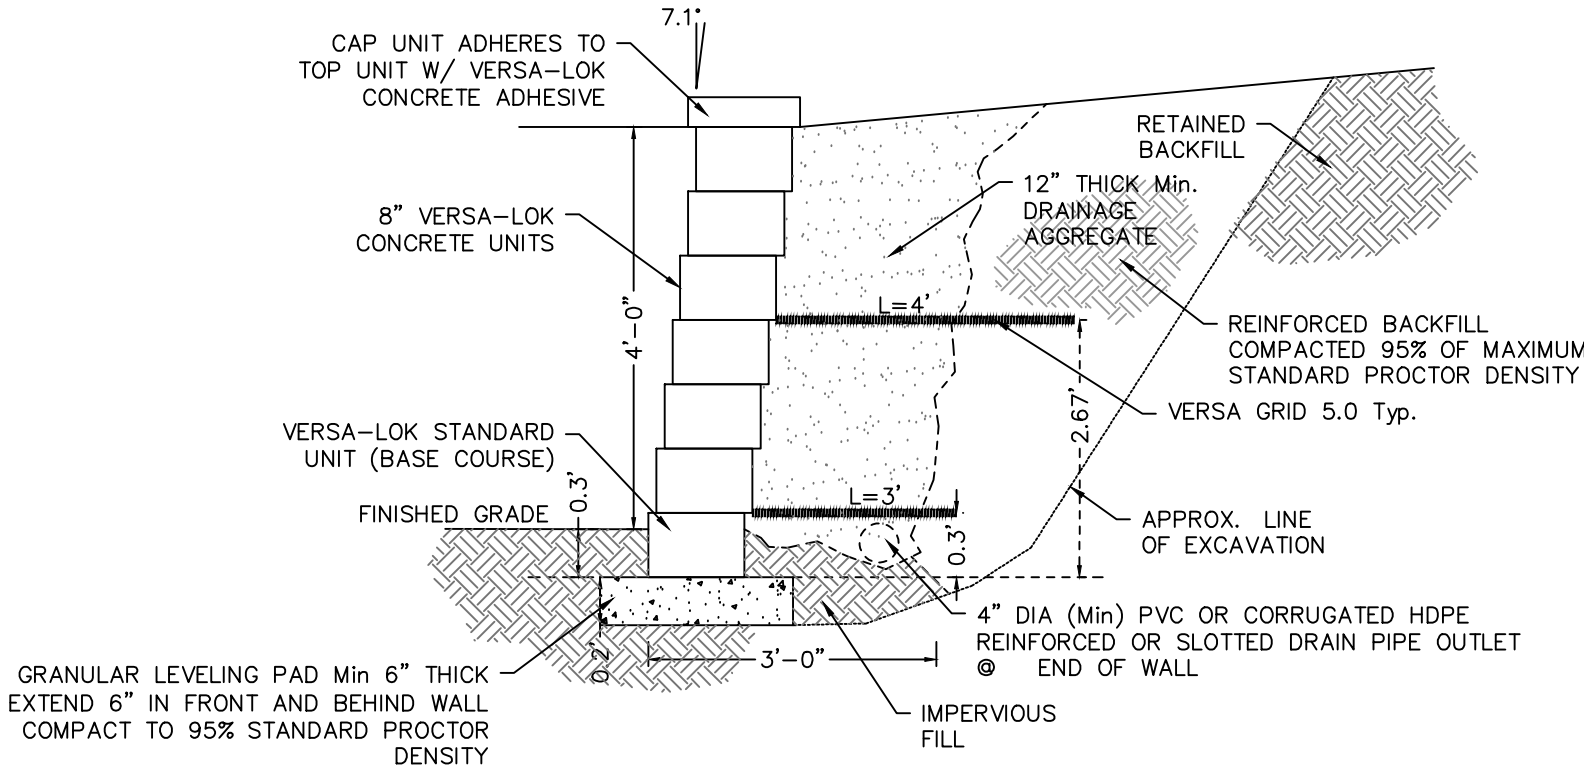 7.1°
CAP UNIT ADHERES TO
TOP UNIT W/ VERSA-LOK
CONCRETE ADHESIVE
RETAINED
BACKFILL
12" THICK Min.
DRAINAGE
AGGREGATE
8" VERSA-LOK
CONCRETE UNITS
4'-0"
L=4'
REINFORCED BACKFILL
COMPACTED 95% OF MAXIMUM
STANDARD PROCTOR DENSITY
VERSA GRID 5.0 Typ.
2.67'
VERSA-LOK STANDARD
UNIT (BASE COURSE)
0.3'
L=3'
FINISHED GRADE
0.3'
APPROX. LINE
OF EXCAVATION
4" DIA (Min) PVC OR CORRUGATED HDPE
REINFORCED OR SLOTTED DRAIN PIPE OUTLET
@ END OF WALL
0.2'
3'-0"
GRANULAR LEVELING PAD Min 6" THICK
EXTEND 6" IN FRONT AND BEHIND WALL
COMPACT TO 95% STANDARD PROCTOR
DENSITY
IMPERVIOUS
FILL